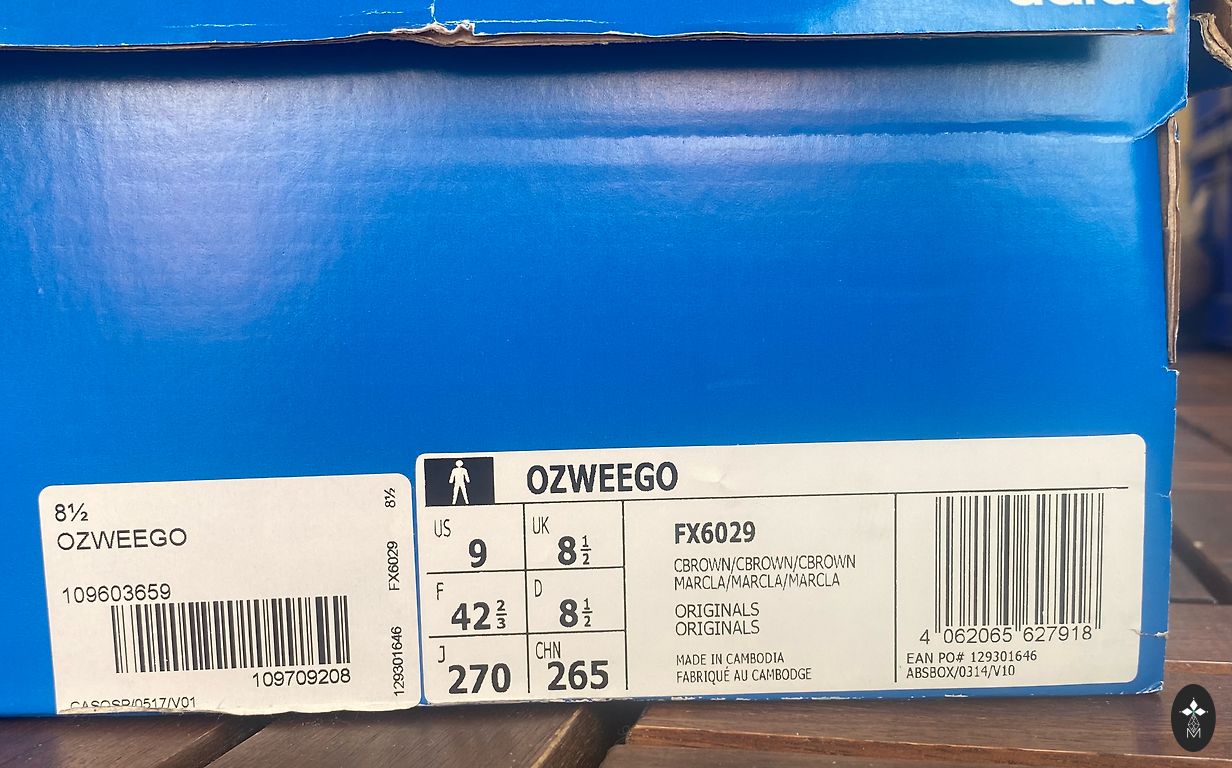 8½
OZWEEGO
109603659
109709208
8½
FX6029
129301646
OZWEEGO
US
9
UK
8 1/2
F
42 2/3
D
8 1/2
J
270
CHN
265
FX6029
CBROWN/CBROWN/CBROWN
MARCLA/MARCLA/MARCLA
ORIGINALS
ORIGINALS
MADE IN CAMBODIA
FABRIQUÉ AU CAMBODGE
4 062065 627918
EAN PO# 129301646
ABSBOX/0314/V10